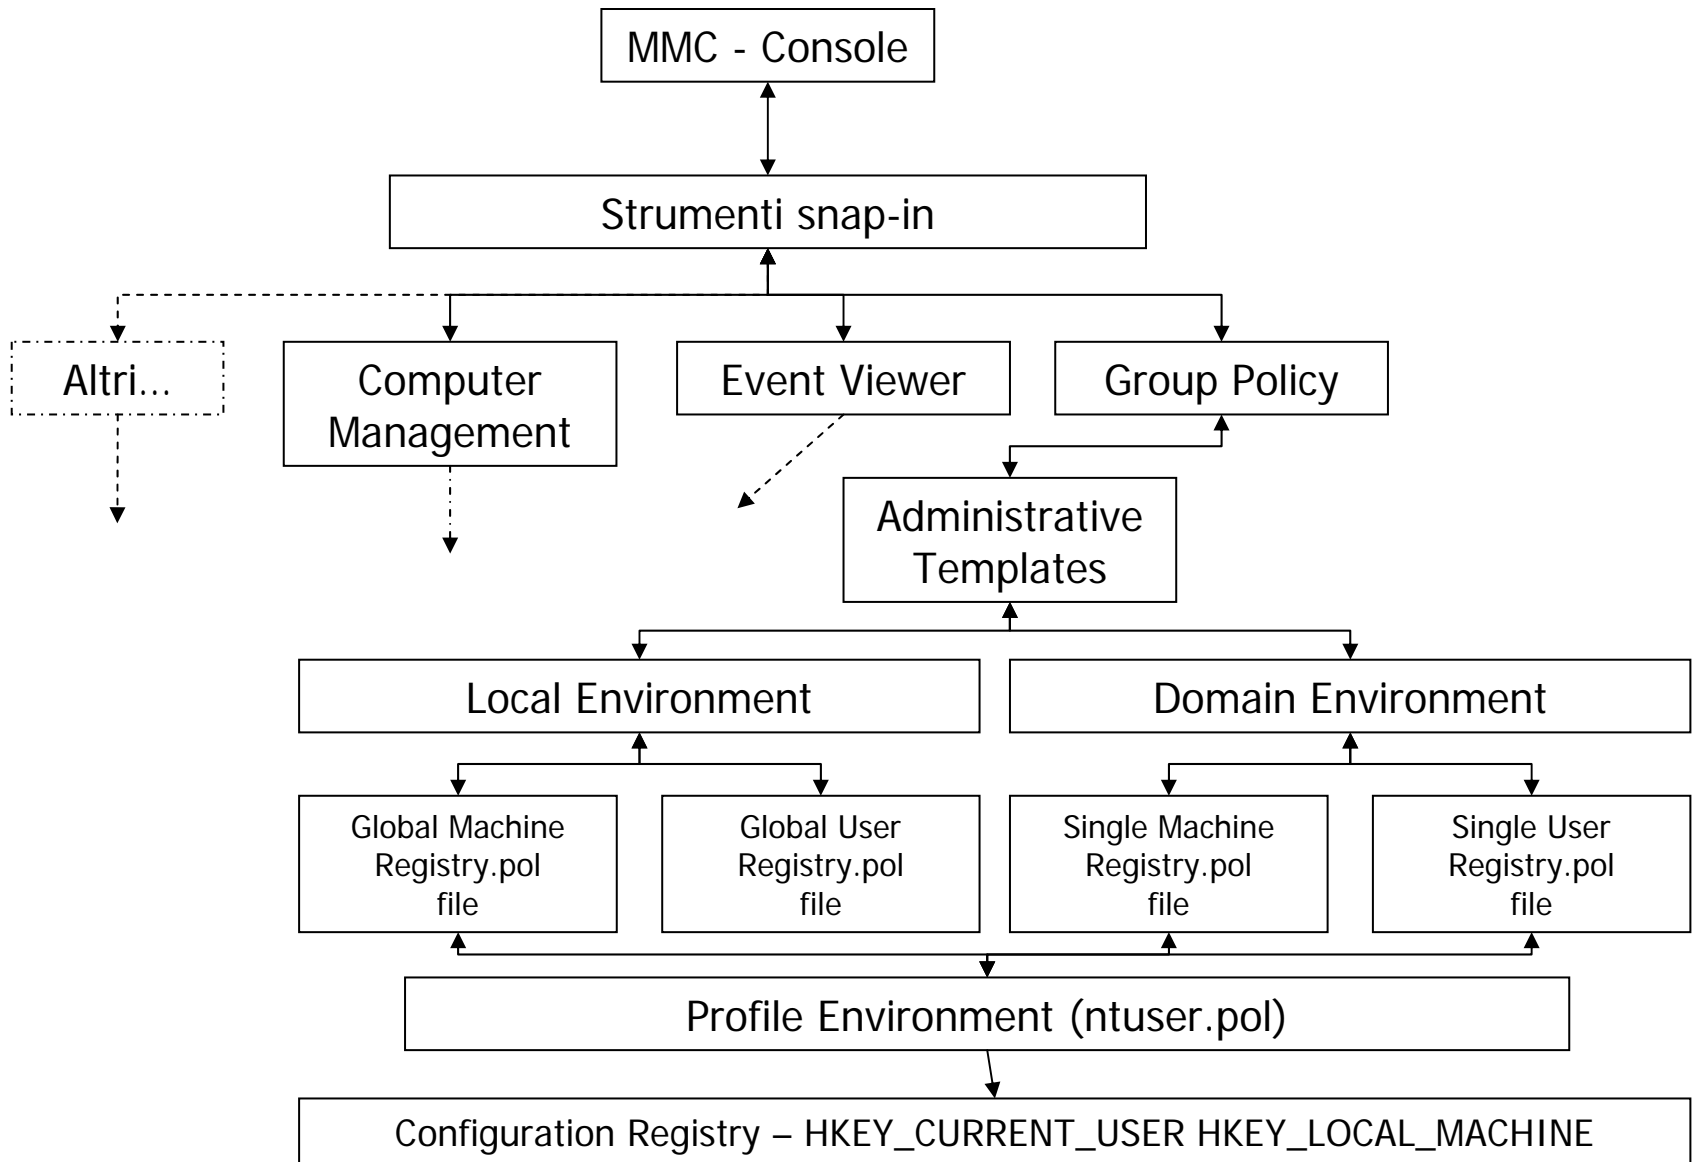 MMC - Console
Strumenti snap-in
Altri...
Computer
Management
Event Viewer
Group Policy
Administrative
Templates
Local Environment
Domain Environment
Global Machine
Registry.pol
file
Global User
Registry.pol
file
Single Machine
Registry.pol
file
Single User
Registry.pol
file
Profile Environment (ntuser.pol)
Configuration Registry – HKEY_CURRENT_USER HKEY_LOCAL_MACHINE